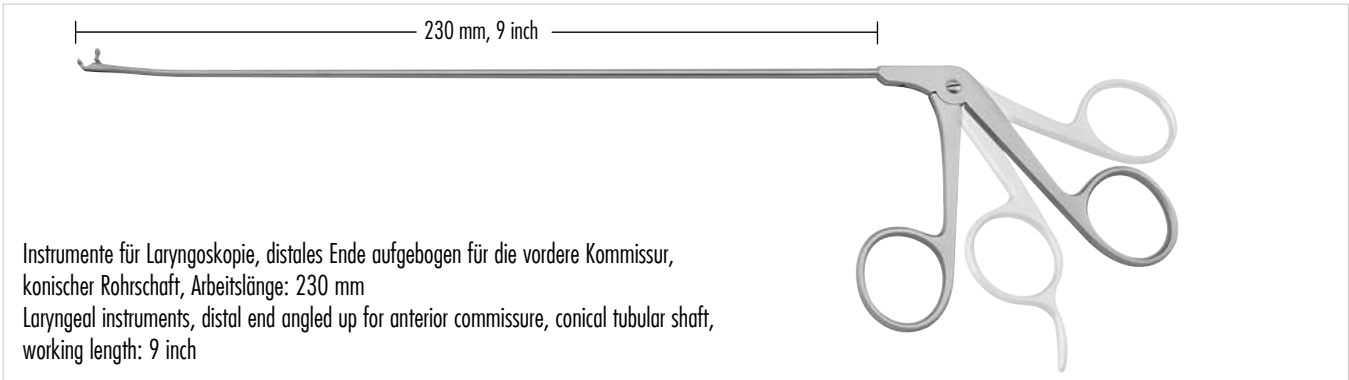 230 mm, 9 inch
Instrumente für Laryngoskopie, distales Ende aufgebogen für die vordere Kommissur,
konischer Rohrschaft, Arbeitslänge: 230 mm
Laryngeal instruments, distal end angled up for anterior commissure, conical tubular shaft,
working length: 9 inch